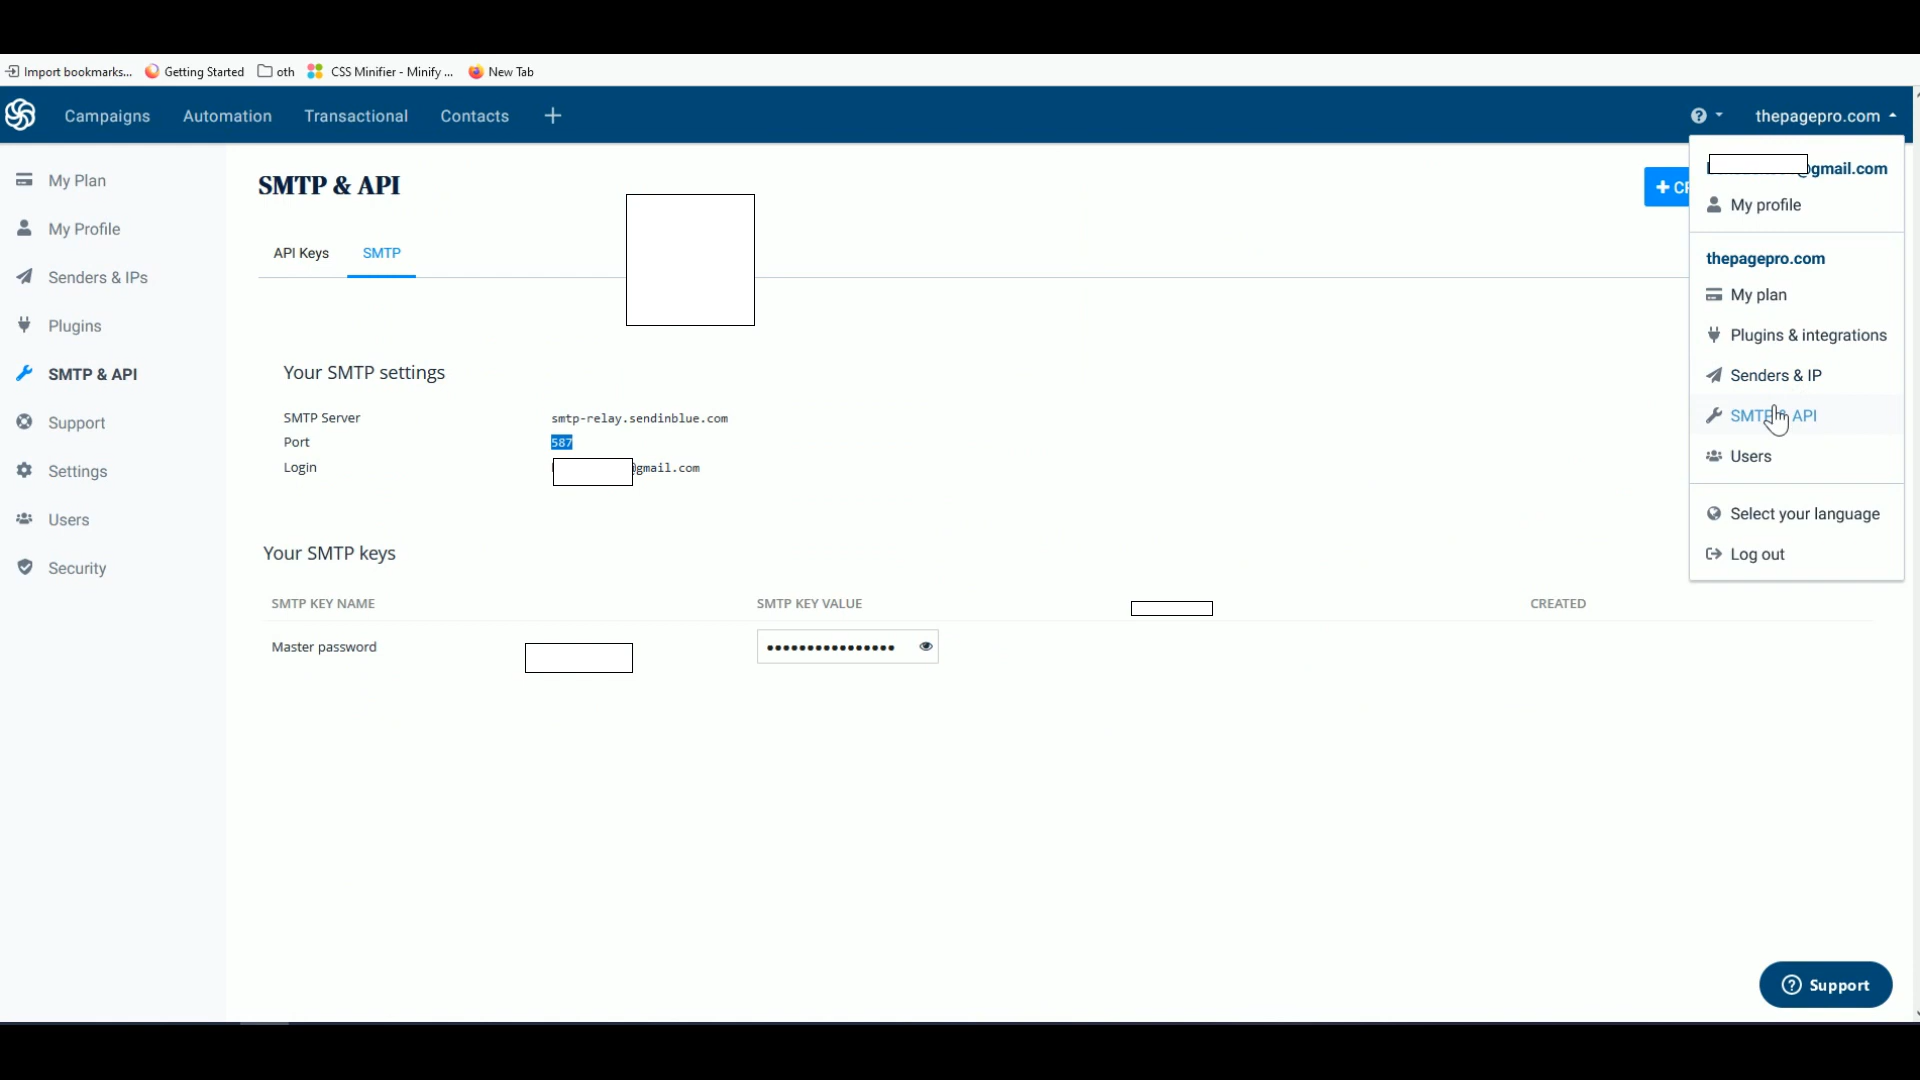 Import bookmarks... Getting Started oth CSS Minifier - Minify ... New Tab
Campaigns Automation Transactional Contacts thepagepro.com
My Plan
My Profile
Senders & IPs
Plugins
SMTP & API
Support
Settings
Users
Security
SMTP & API
API Keys SMTP
Your SMTP settings
SMTP Server smtp-relay.sendinblue.com
Port 587
Login @gmail.com
Your SMTP keys
SMTP KEY NAME SMTP KEY VALUE CREATED
Master password ••••••••••••••••
@gmail.com
My profile
thepagepro.com
My plan
Plugins & integrations
Senders & IP
SMTP & API
Users
Select your language
Log out
Support